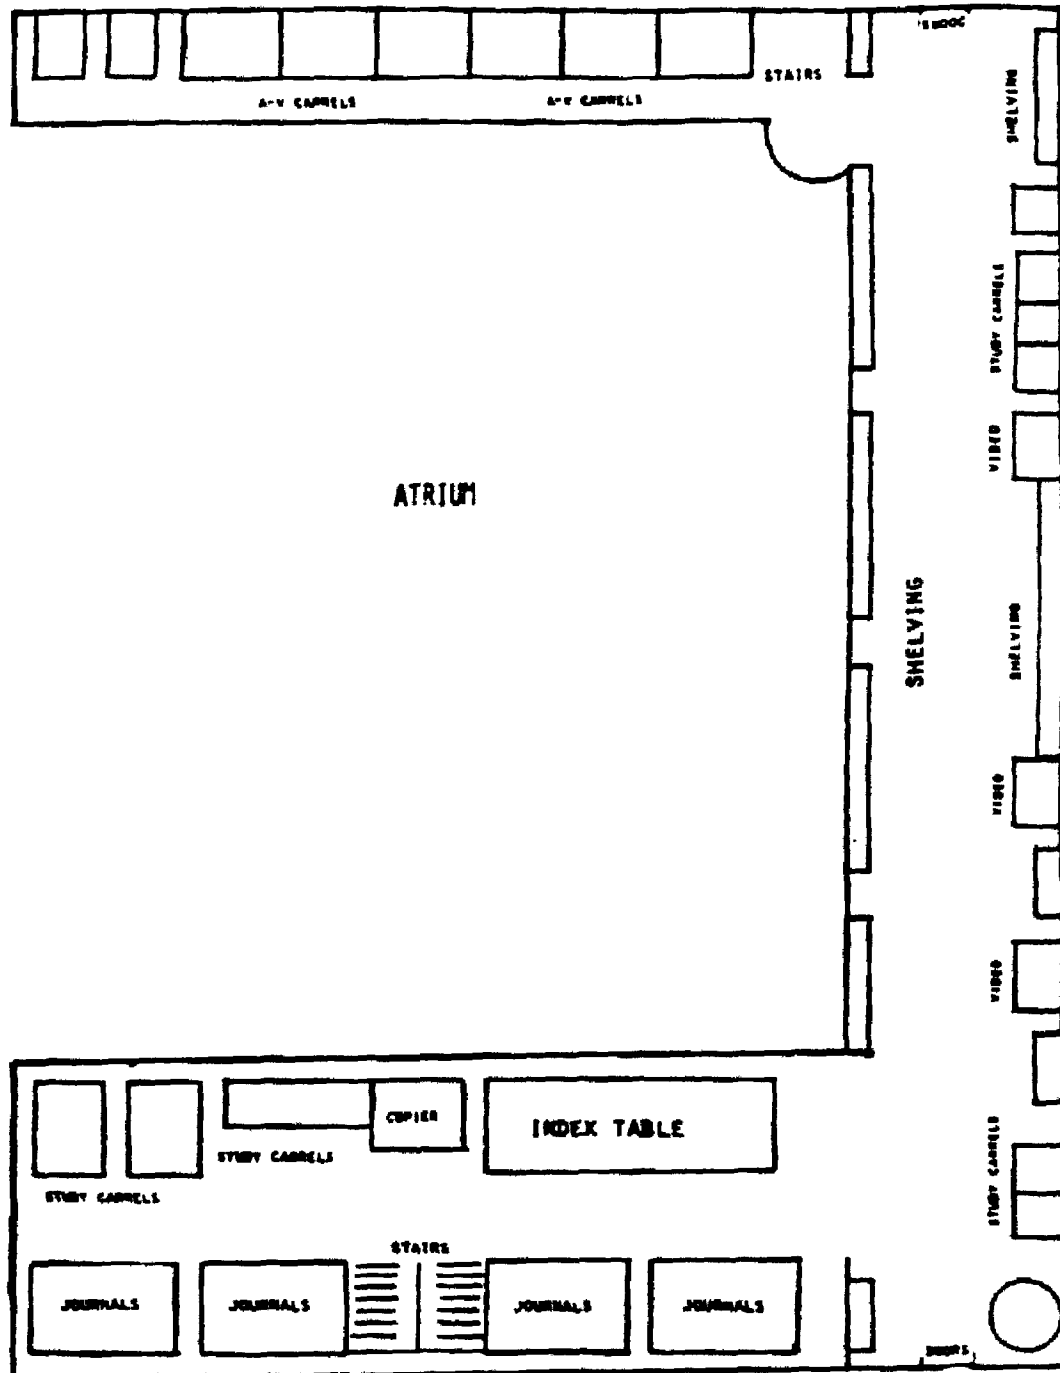 DOORS
STAIRS
A-V CARRELS
A-V CARRELS
SHELVING
STUDY CARRELS
VIDEO
ATRIUM
SHELVING
SHELVING
VIDEO
VIDEO
COPIER
INDEX TABLE
STUDY CARRELS
STUDY CARRELS
STUDY CARRELS
STAIRS
JOURNALS
JOURNALS
JOURNALS
JOURNALS
DOORS